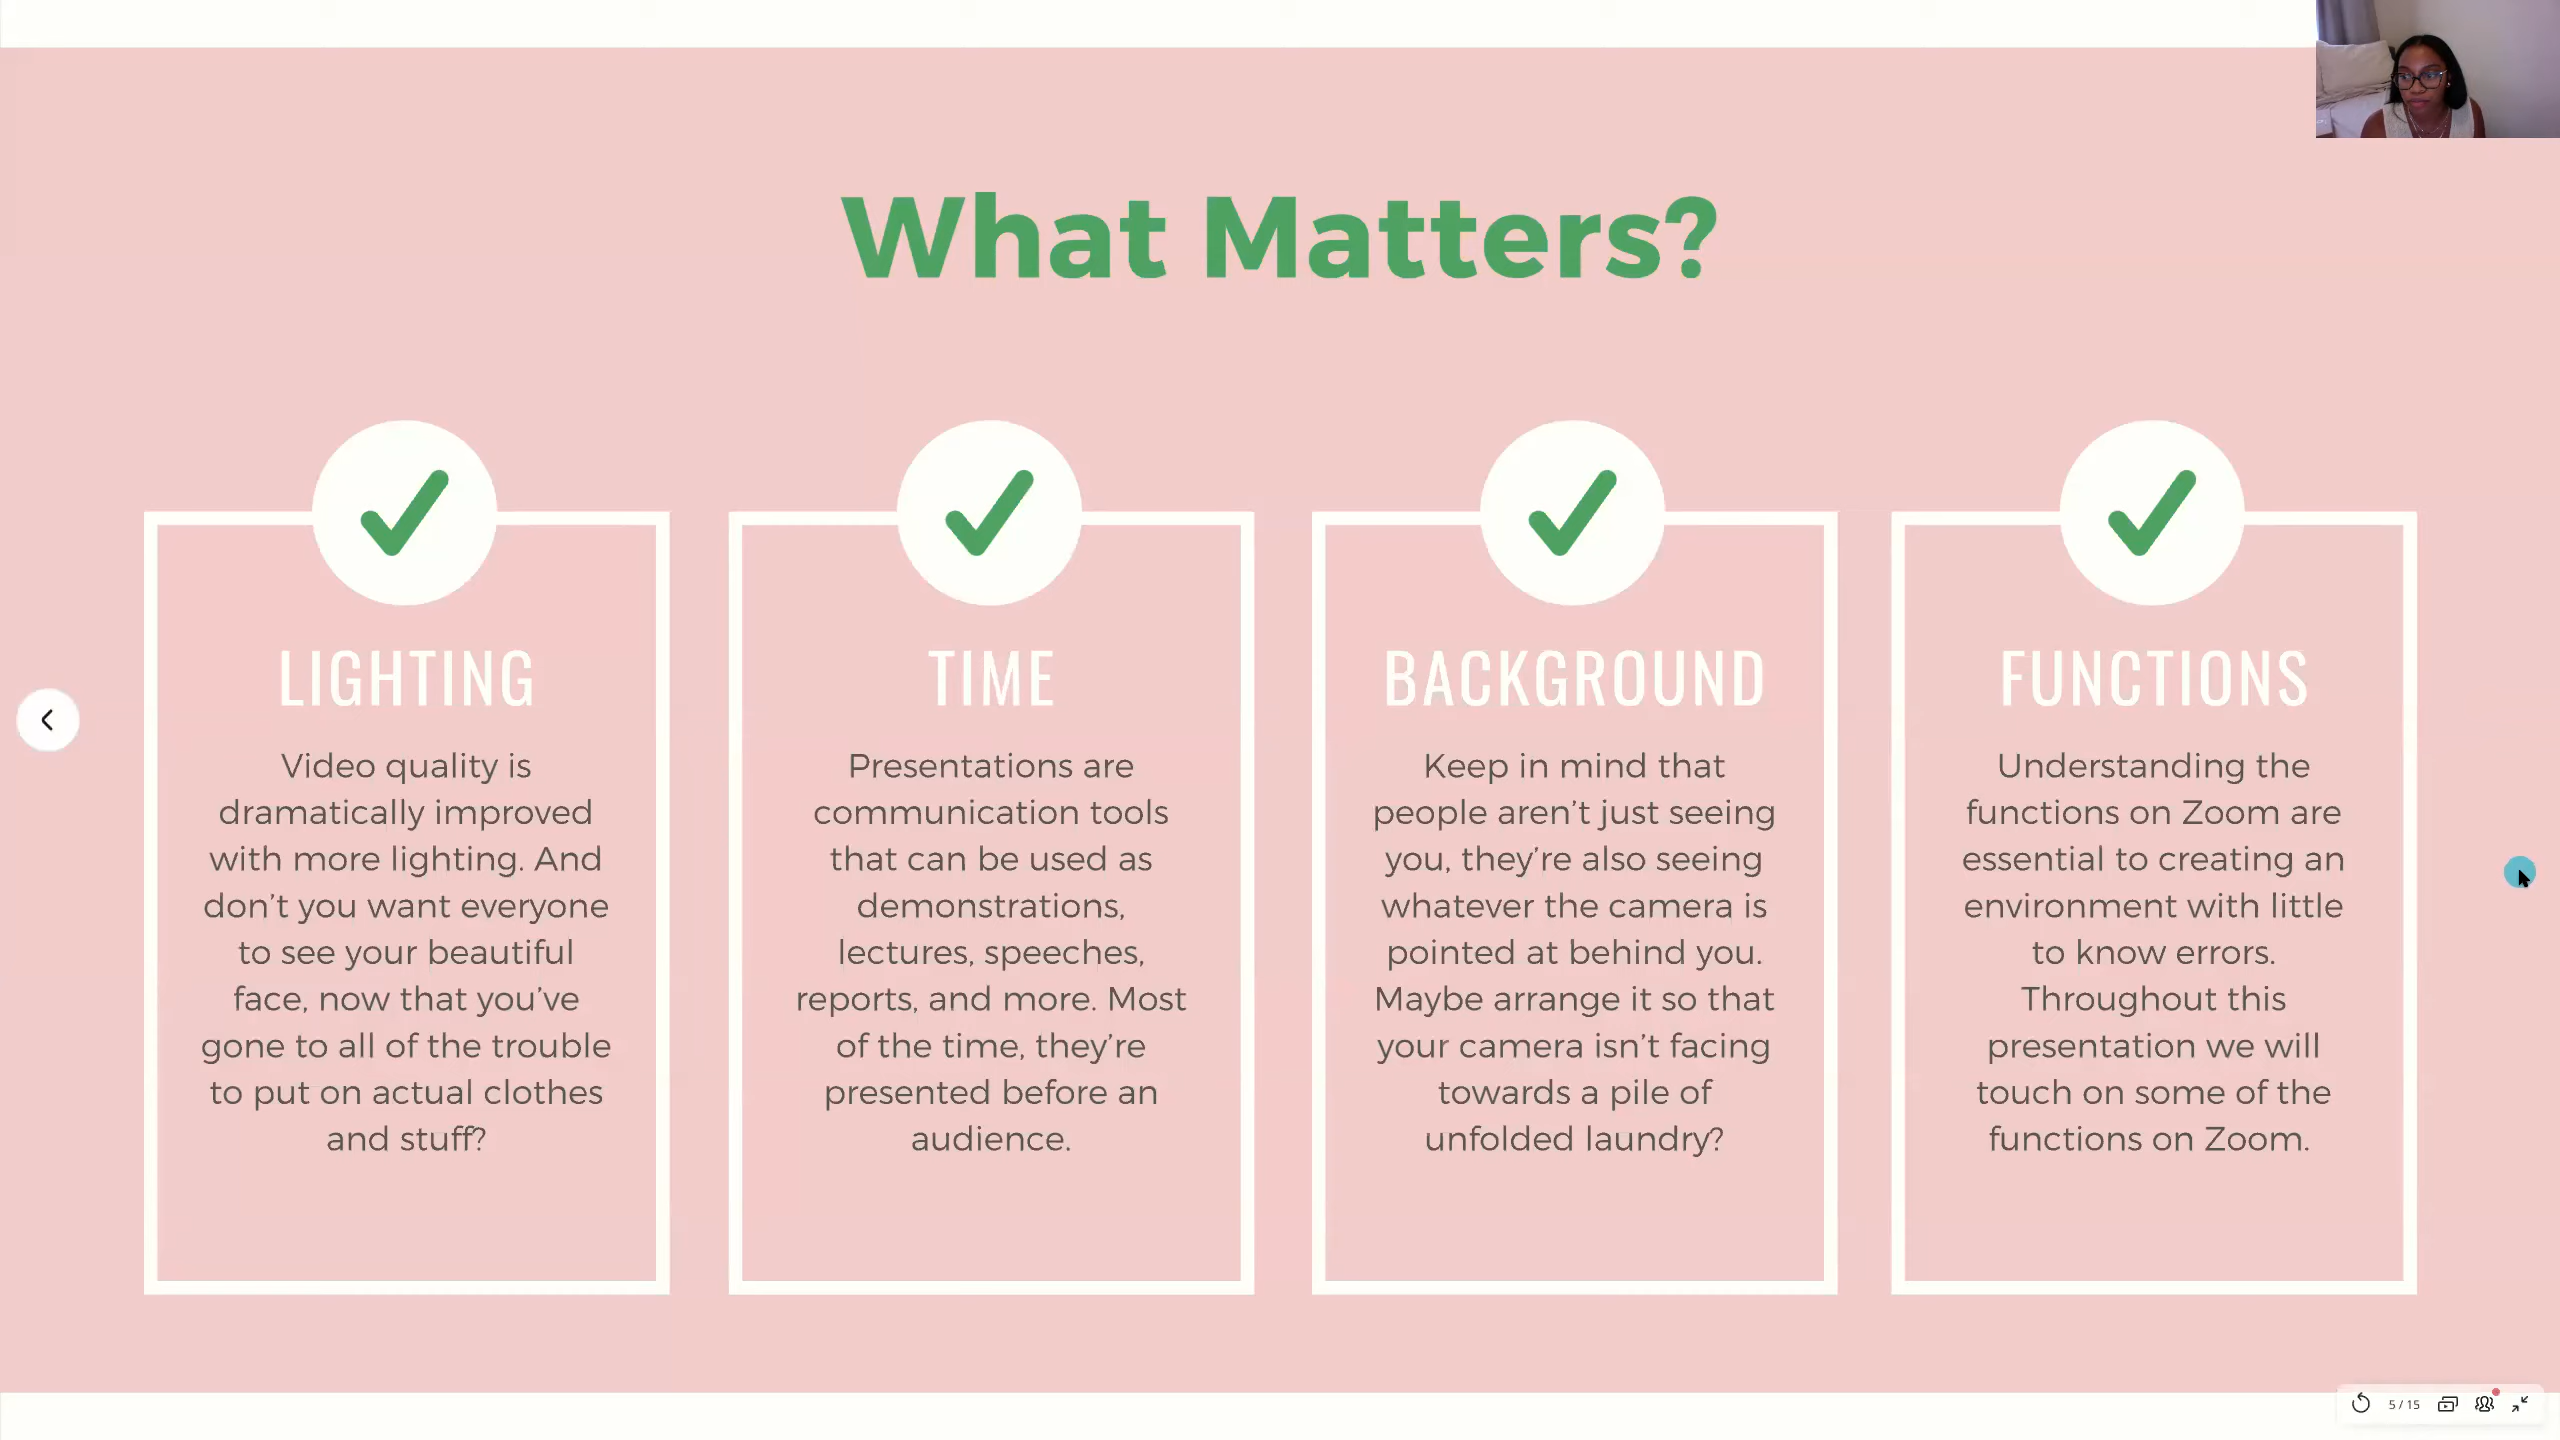 What Matters?
LIGHTING
Video quality is
dramatically improved
with more lighting. And
don’t you want everyone
to see your beautiful
face, now that you’ve
gone to all of the trouble
to put on actual clothes
and stuff?
TIME
Presentations are
communication tools
that can be used as
demonstrations,
lectures, speeches,
reports, and more. Most
of the time, they’re
presented before an
audience.
BACKGROUND
Keep in mind that
people aren’t just seeing
you, they’re also seeing
whatever the camera is
pointed at behind you.
Maybe arrange it so that
your camera isn’t facing
towards a pile of
unfolded laundry?
FUNCTIONS
Understanding the
functions on Zoom are
essential to creating an
environment with little
to know errors.
Throughout this
presentation we will
touch on some of the
functions on Zoom.
5 / 15